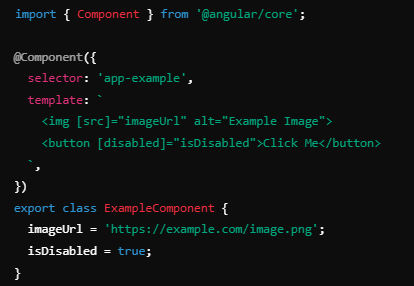 import { Component } from '@angular/core';
@Component({
selector: 'app-example',
template: `
<img [src]="imageUrl" alt="Example Image">
<button [disabled]="isDisabled">Click Me</button>
`,
})
export class ExampleComponent {
imageUrl = 'https://example.com/image.png';
isDisabled = true;
}